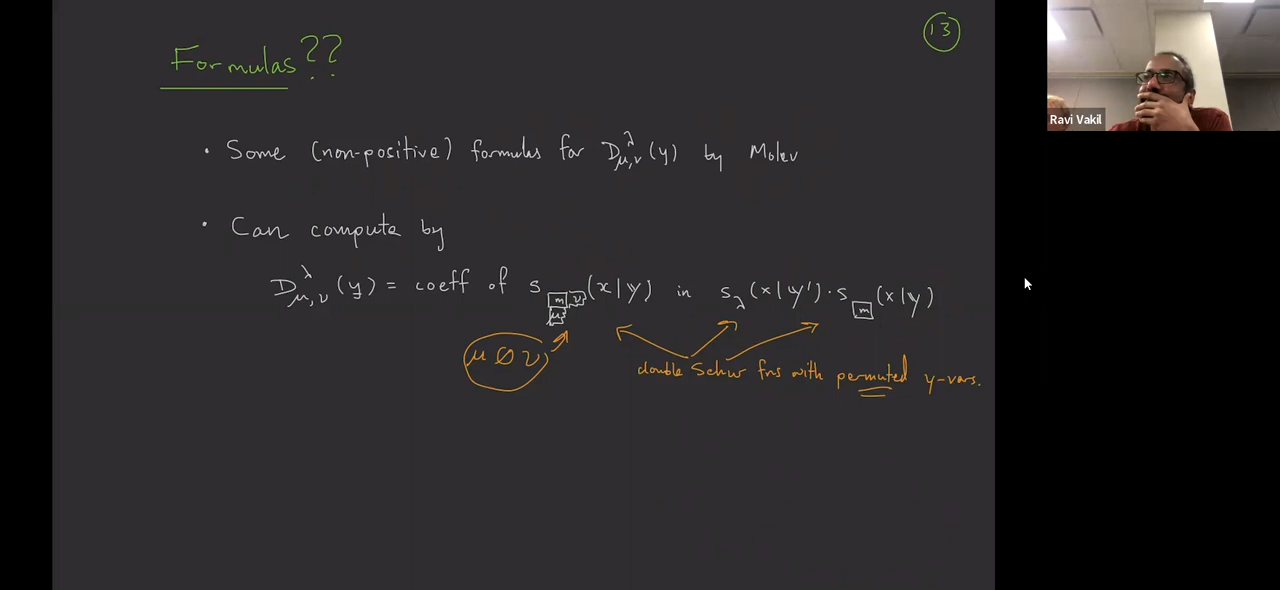 13
Formulas??
· Some (non-positive) formulas for D^λ_{μ,ν}(y) by Molev
· Can compute by
D^λ_{μ,ν}(y) = coeff of s_{m ν μ}(x|y) in s_λ(x|y')·s_m(x|y)
μ ⊘ ν
double Schur fns with permuted y-vars.
Ravi Vakil